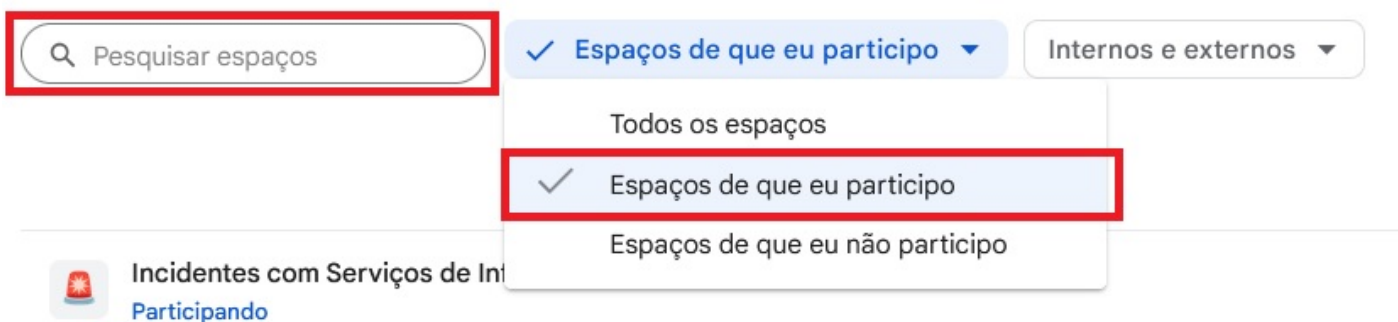 Pesquisar espaços
Espaços de que eu participo
Internos e externos
Todos os espaços
Espaços de que eu participo
Espaços de que eu não participo
Incidentes com Serviços de
Participando